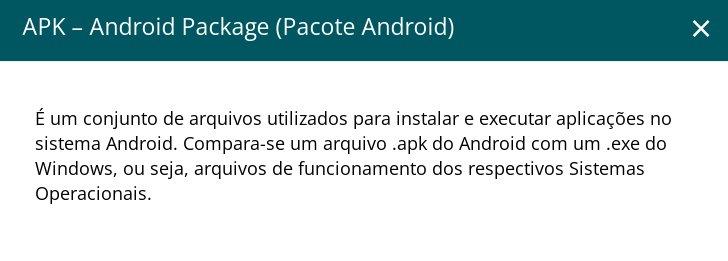 APK – Android Package (Pacote Android)
É um conjunto de arquivos utilizados para instalar e executar aplicações no
sistema Android. Compara-se um arquivo .apk do Android com um .exe do
Windows, ou seja, arquivos de funcionamento dos respectivos Sistemas
Operacionais.